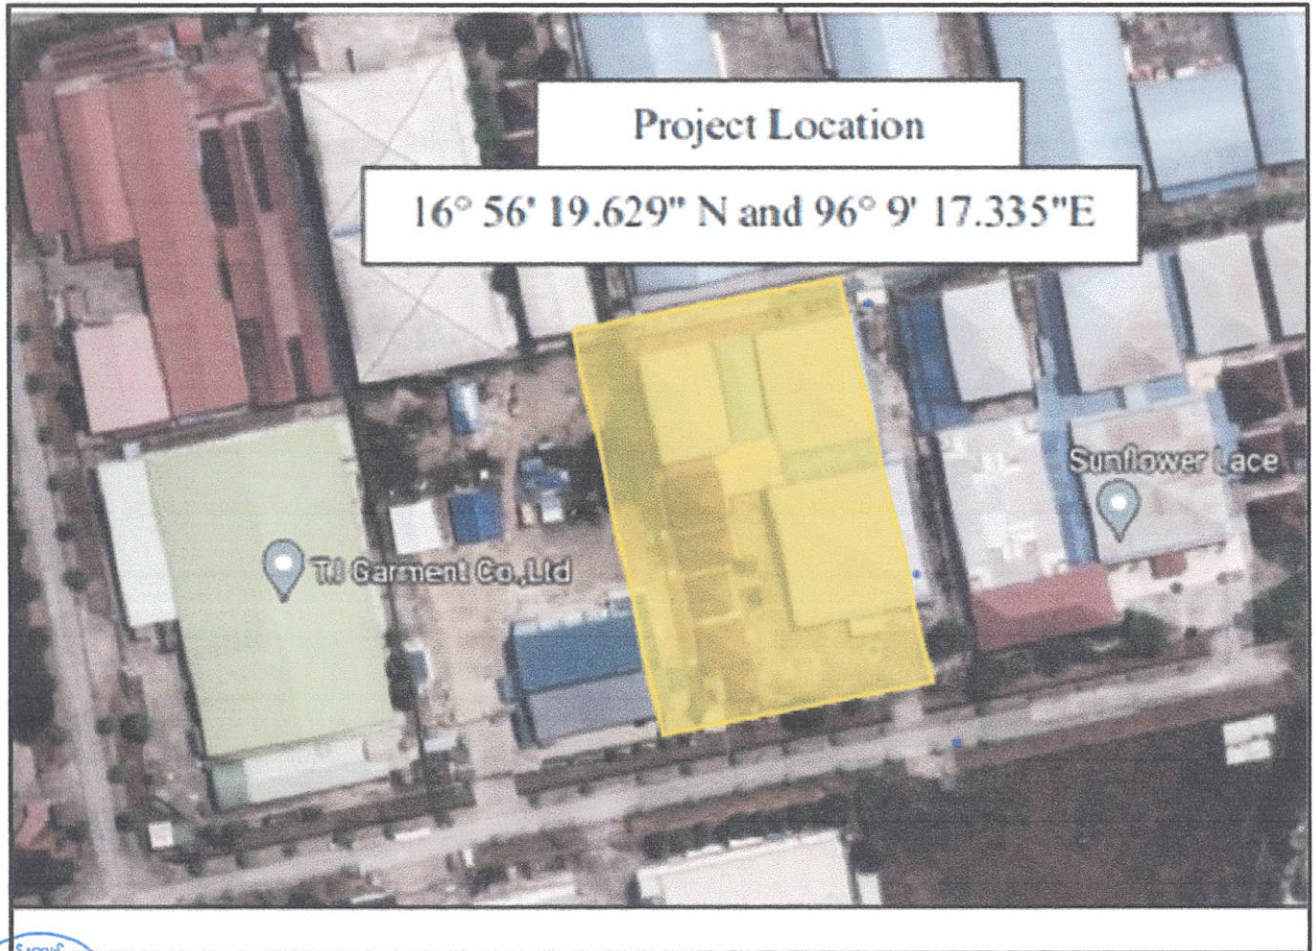 Project Location
16° 56' 19.629" N and 96° 9' 17.335"E
Sunflower Lace
T.I Garment Co.,Ltd